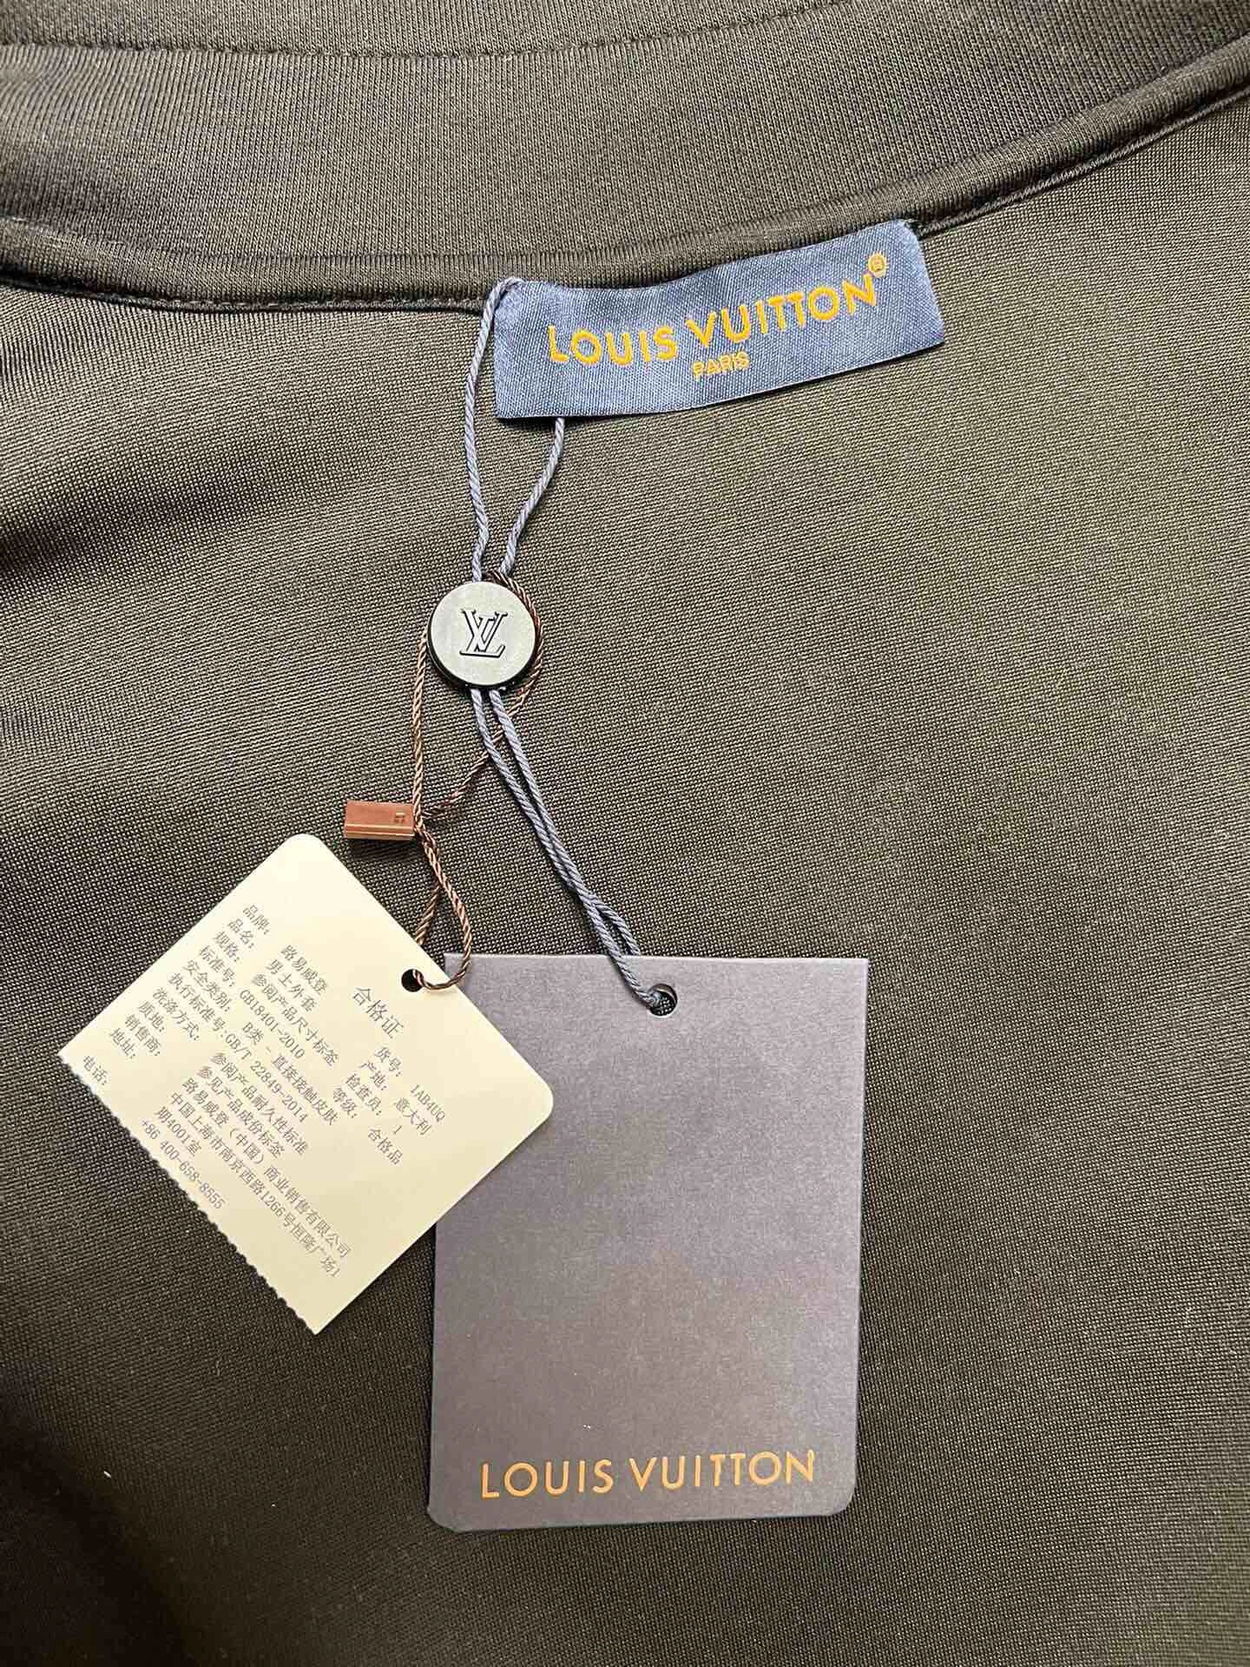 LOUIS VUITTON®
PARIS
LV
合格证
品牌： 路易威登 货号： 1AB4UQ
品名： 男士外套 产地： 意大利
规格： 参阅产品尺寸标签 检查员： 1
标准号： GB18401-2010 等级： 合格品
安全类别： B类－直接接触皮肤
执行标准号：GB/T 22849-2014
洗涤方式： 参阅产品耐久性标准
质地： 参见产品成份标签
销售商： 路易威登（中国）商业销售有限公司
地址： 中国上海市南京西路1266号恒隆广场1
期4001室
电话： +86 400-658-8555
LOUIS VUITTON